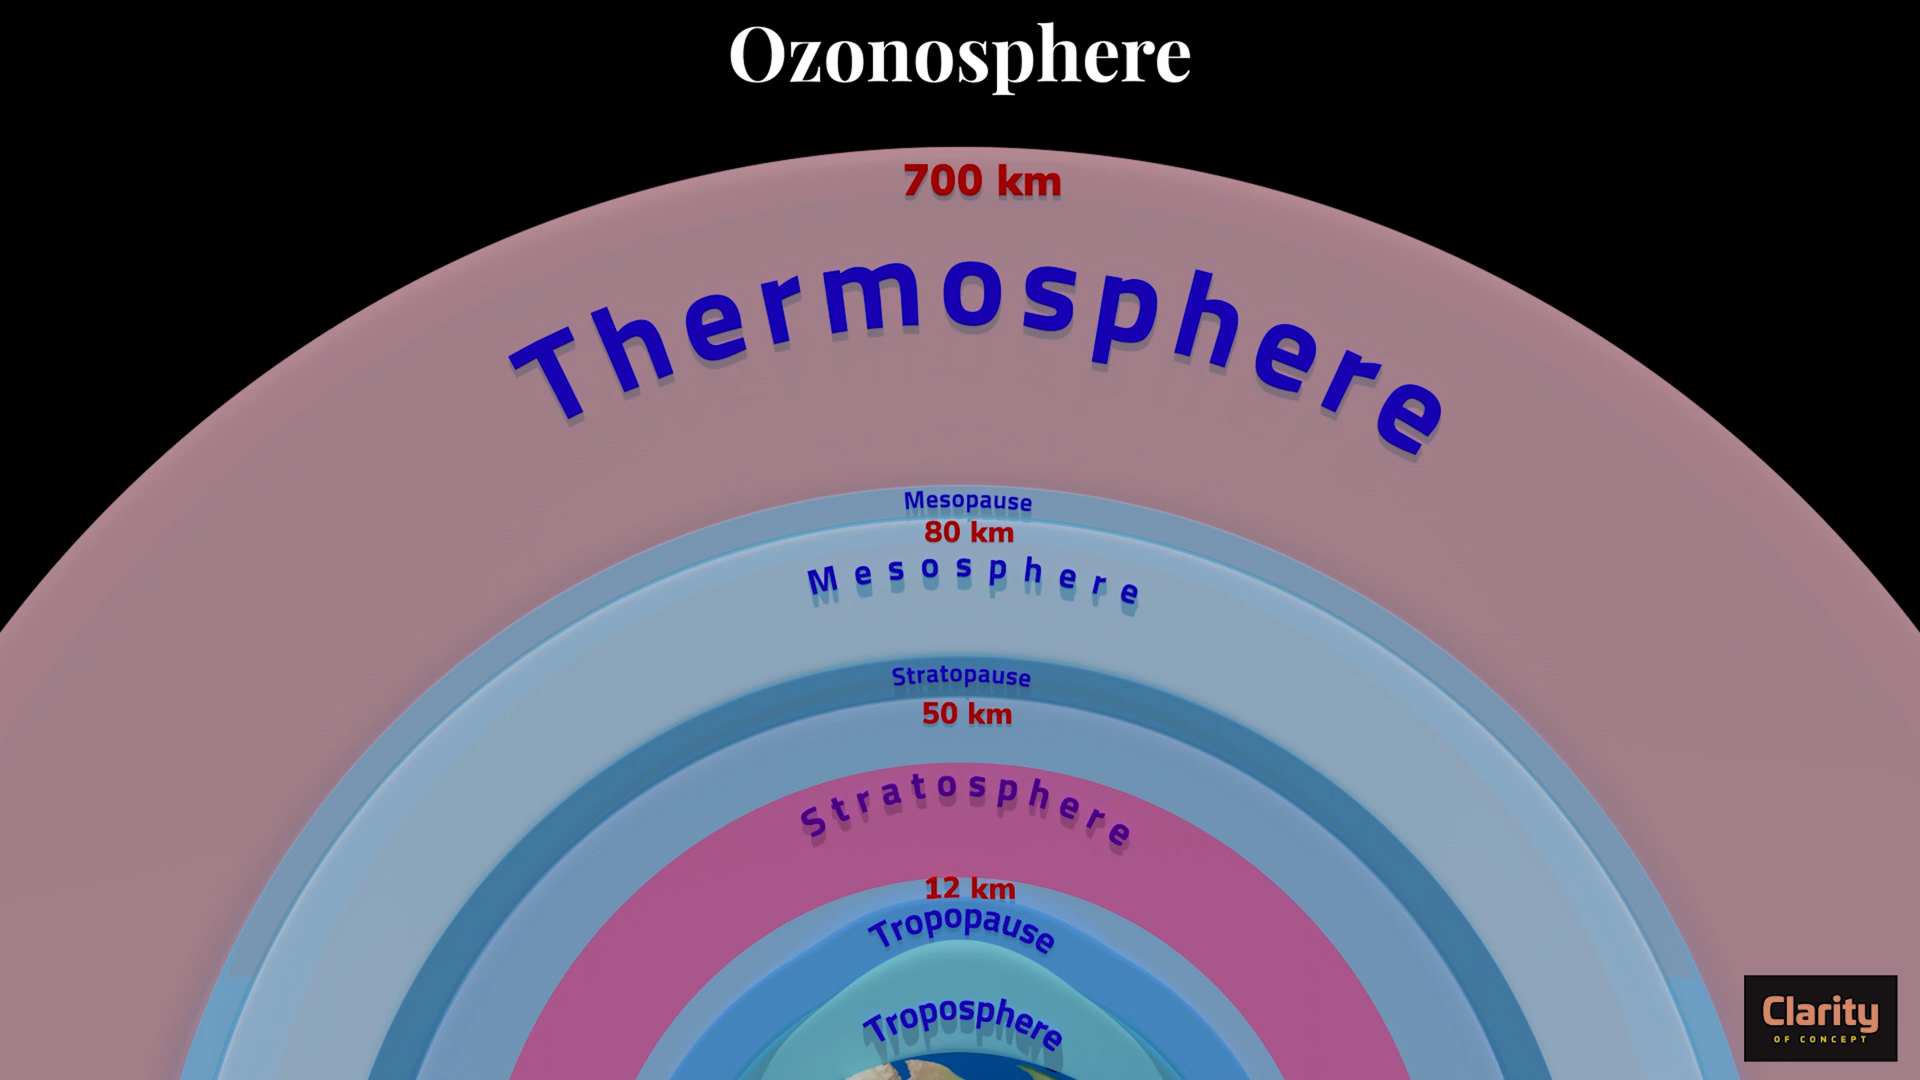 Ozonosphere
700 km
Thermosphere
Mesopause
80 km
Mesosphere
Stratopause
50 km
Stratosphere
12 km
Tropopause
Troposphere
Clarity
OF CONCEPT